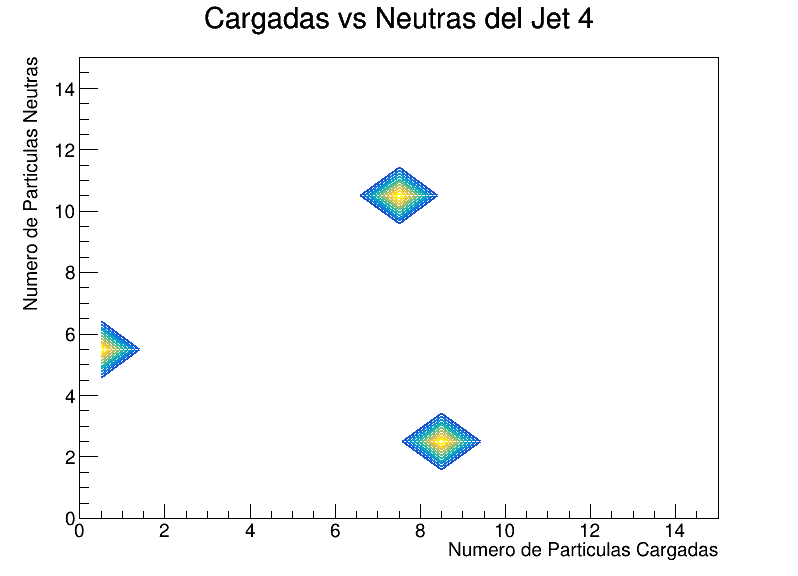 Cargadas vs Neutras del Jet 4
Numero de Particulas Neutras
14
12
10
8
6
4
2
0
0 2 4 6 8 10 12 14
Numero de Particulas Cargadas